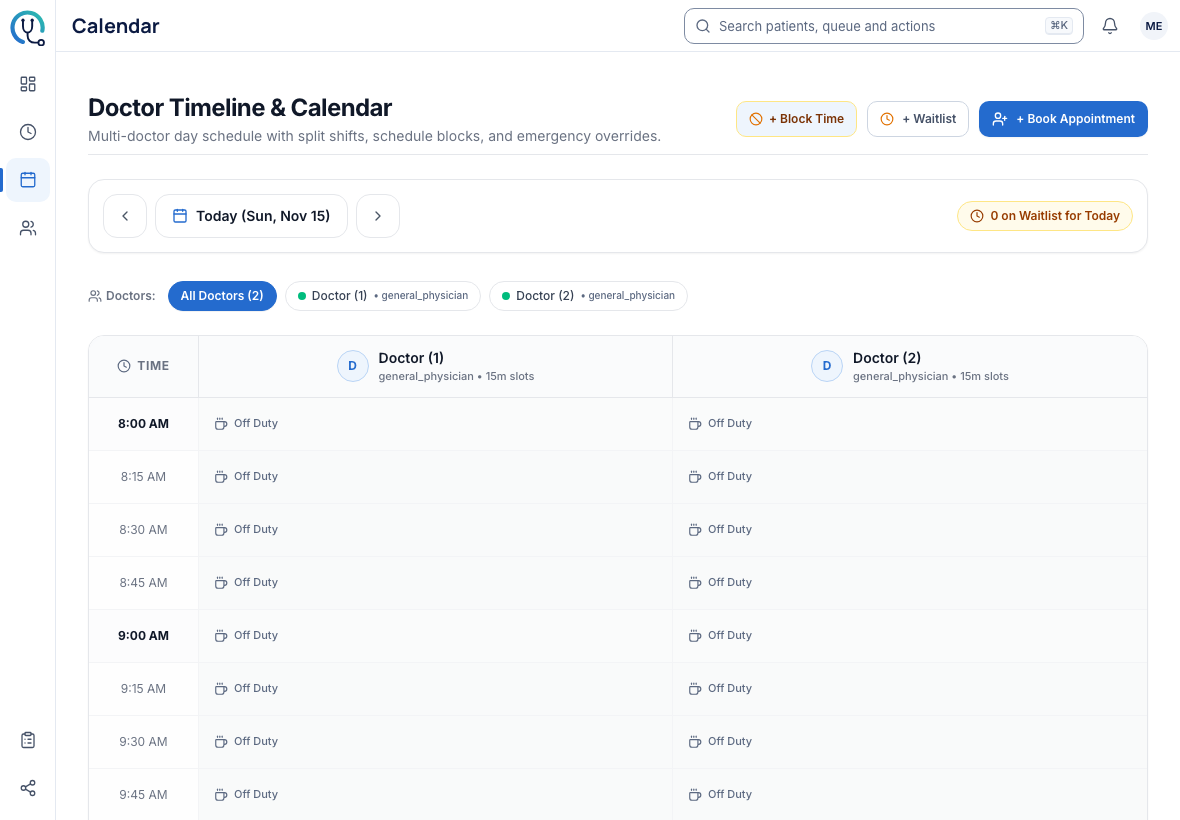 Calendar
Search patients, queue and actions
⌘K
ME
Doctor Timeline & Calendar
Multi-doctor day schedule with split shifts, schedule blocks, and emergency overrides.
+ Block Time
+ Waitlist
+ Book Appointment
Today (Sun, Nov 15)
0 on Waitlist for Today
Doctors:
All Doctors (2)
Doctor (1) • general_physician
Doctor (2) • general_physician
TIME
D
Doctor (1)
general_physician • 15m slots
D
Doctor (2)
general_physician • 15m slots
8:00 AM Off Duty Off Duty
8:15 AM Off Duty Off Duty
8:30 AM Off Duty Off Duty
8:45 AM Off Duty Off Duty
9:00 AM Off Duty Off Duty
9:15 AM Off Duty Off Duty
9:30 AM Off Duty Off Duty
9:45 AM Off Duty Off Duty